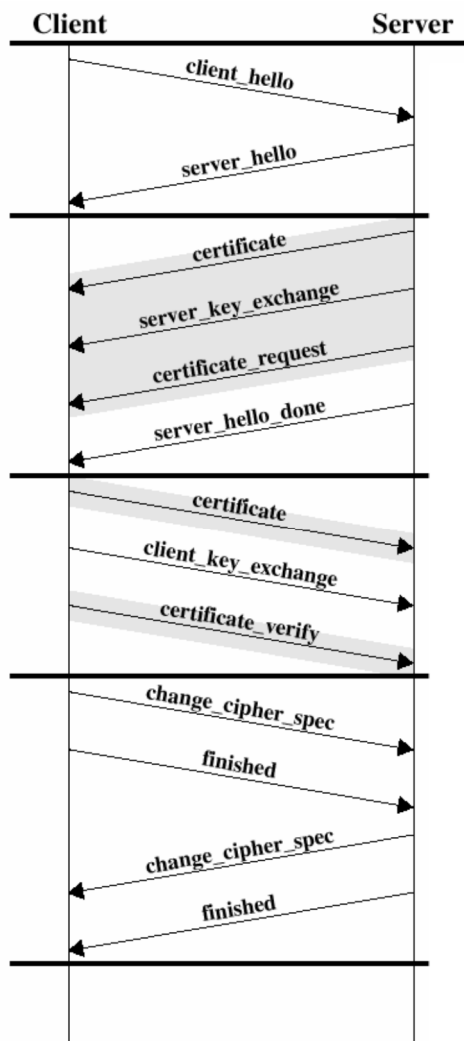 Client Server
client_hello
server_hello
certificate
server_key_exchange
certificate_request
server_hello_done
certificate
client_key_exchange
certificate_verify
change_cipher_spec
finished
change_cipher_spec
finished